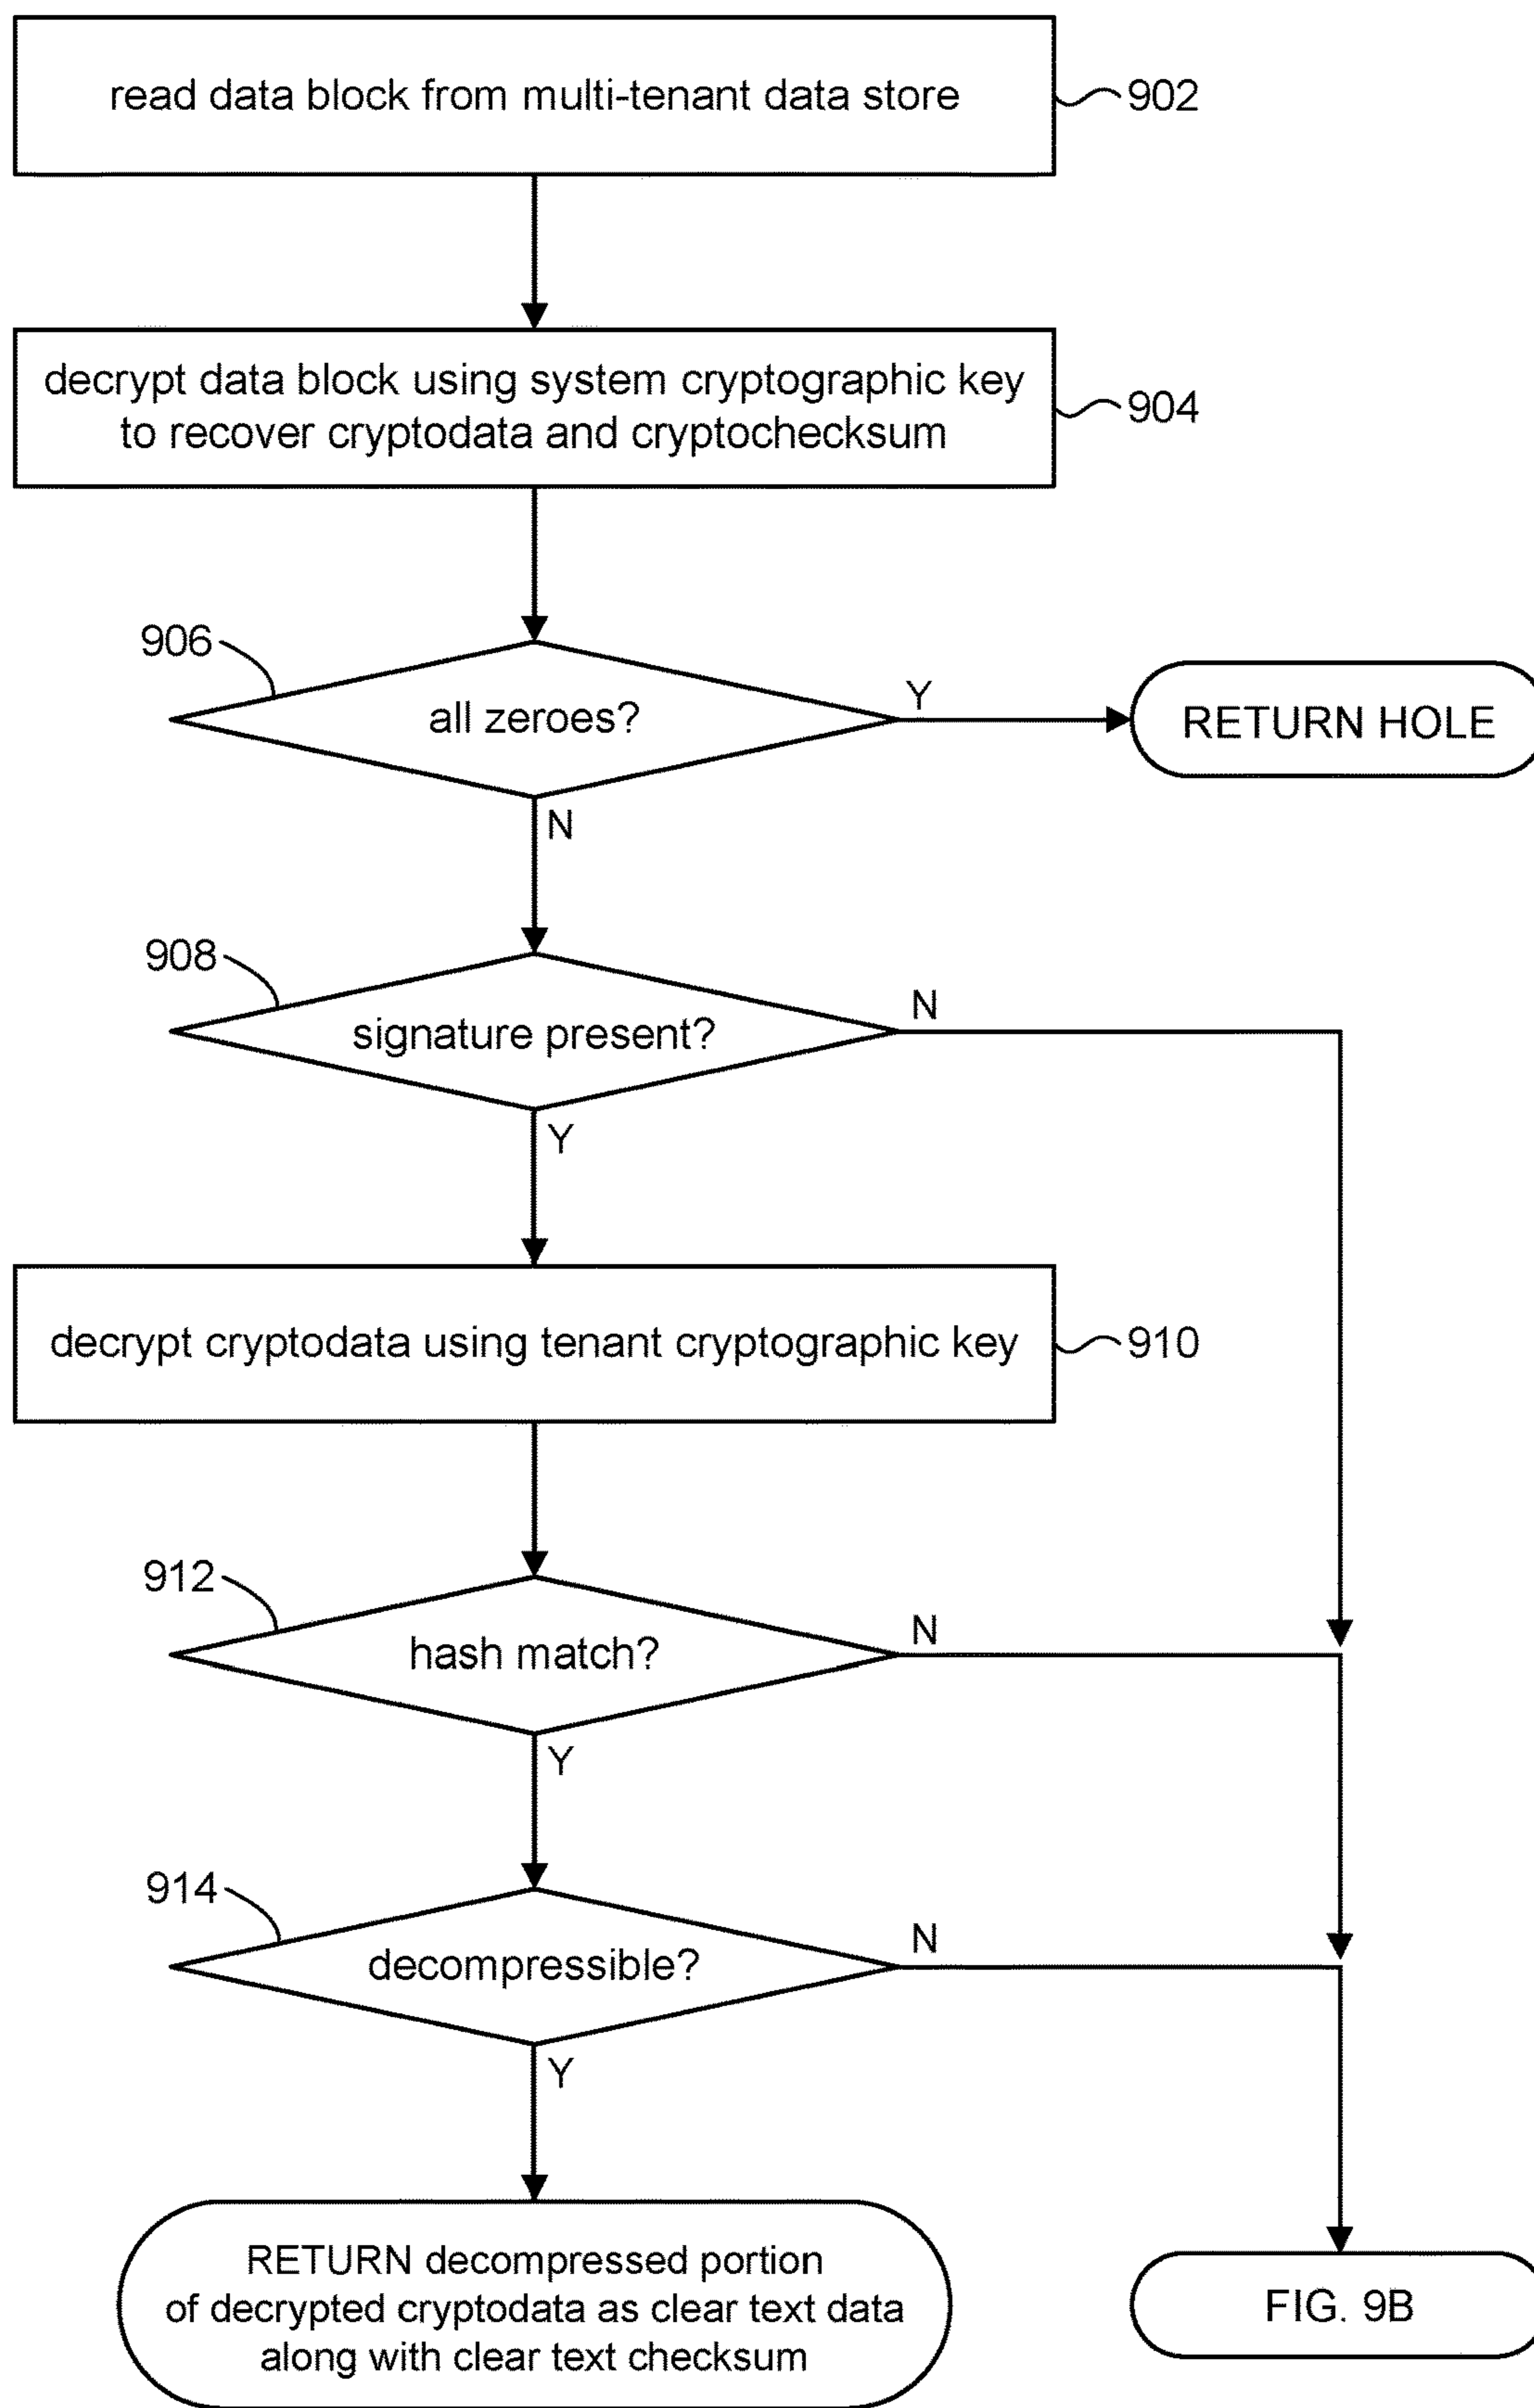 read data block from multi-tenant data store
902
decrypt data block using system cryptographic key
to recover cryptodata and cryptochecksum
904
906
all zeroes?
Y
RETURN HOLE
N
908
signature present?
N
Y
decrypt cryptodata using tenant cryptographic key
910
912
hash match?
N
Y
914
decompressible?
N
Y
RETURN decompressed portion
of decrypted cryptodata as clear text data
along with clear text checksum
FIG. 9B